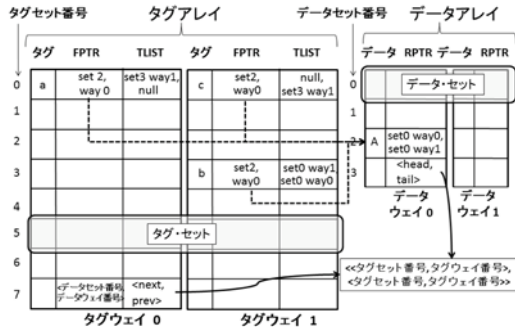 タグセット番号
タグアレイ
データセット番号
データアレイ
タグ FPTR TLIST タグ FPTR TLIST
データ RPTR データ RPTR
0 a set 2, way 0 set3 way1, null c set2, way0 null, set3 way1
0 データ・セット
1
1
2
2 A set0 way0, set0 way1
3 b set2, way0 set0 way1, set0 way0
3 <head, tail>
4
データウェイ 0 データウェイ 1
5 タグ・セット
6
7 <データセット番号, データウェイ番号> <next, prev>
<<タグセット番号,タグウェイ番号>,
<タグセット番号,タグウェイ番号>>
タグウェイ 0 タグウェイ 1